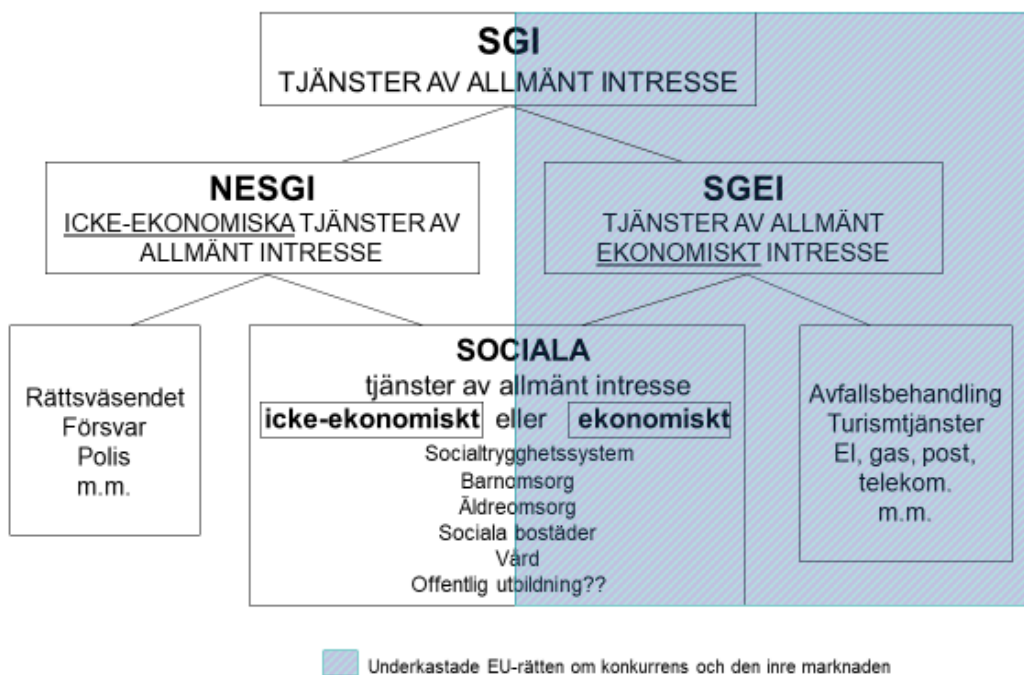 SGI
TJÄNSTER AV ALLMÄNT INTRESSE
NESGI
ICKE-EKONOMISKA TJÄNSTER AV
ALLMÄNT INTRESSE
SGEI
TJÄNSTER AV ALLMÄNT
EKONOMISKT INTRESSE
Rättsväsendet
Försvar
Polis
m.m.
SOCIALA
tjänster av allmänt intresse
icke-ekonomiskt eller ekonomiskt
Socialtrygghetssystem
Barnomsorg
Äldreomsorg
Sociala bostäder
Vård
Offentlig utbildning??
Avfallsbehandling
Turismtjänster
El, gas, post,
telekom.
m.m.
Underkastade EU-rätten om konkurrens och den inre marknaden